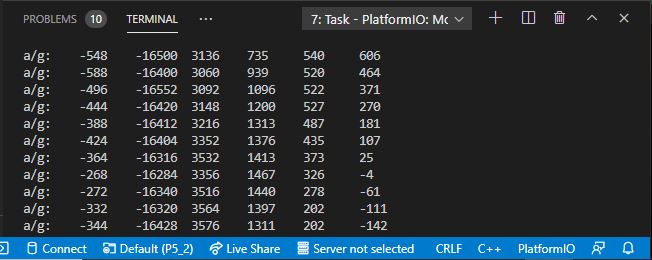 PROBLEMS 10 TERMINAL ... 7: Task - PlatformIO: Mo
a/g: -548 -16500 3136 735 540 606
a/g: -588 -16400 3060 939 520 464
a/g: -496 -16552 3092 1096 522 371
a/g: -444 -16420 3148 1200 527 270
a/g: -388 -16412 3216 1313 487 181
a/g: -424 -16404 3352 1376 435 107
a/g: -364 -16316 3532 1413 373 25
a/g: -268 -16284 3356 1467 326 -4
a/g: -272 -16340 3516 1440 278 -61
a/g: -332 -16320 3564 1397 202 -111
a/g: -344 -16428 3576 1311 202 -142
Connect Default (P5_2) Live Share Server not selected CRLF C++ PlatformIO